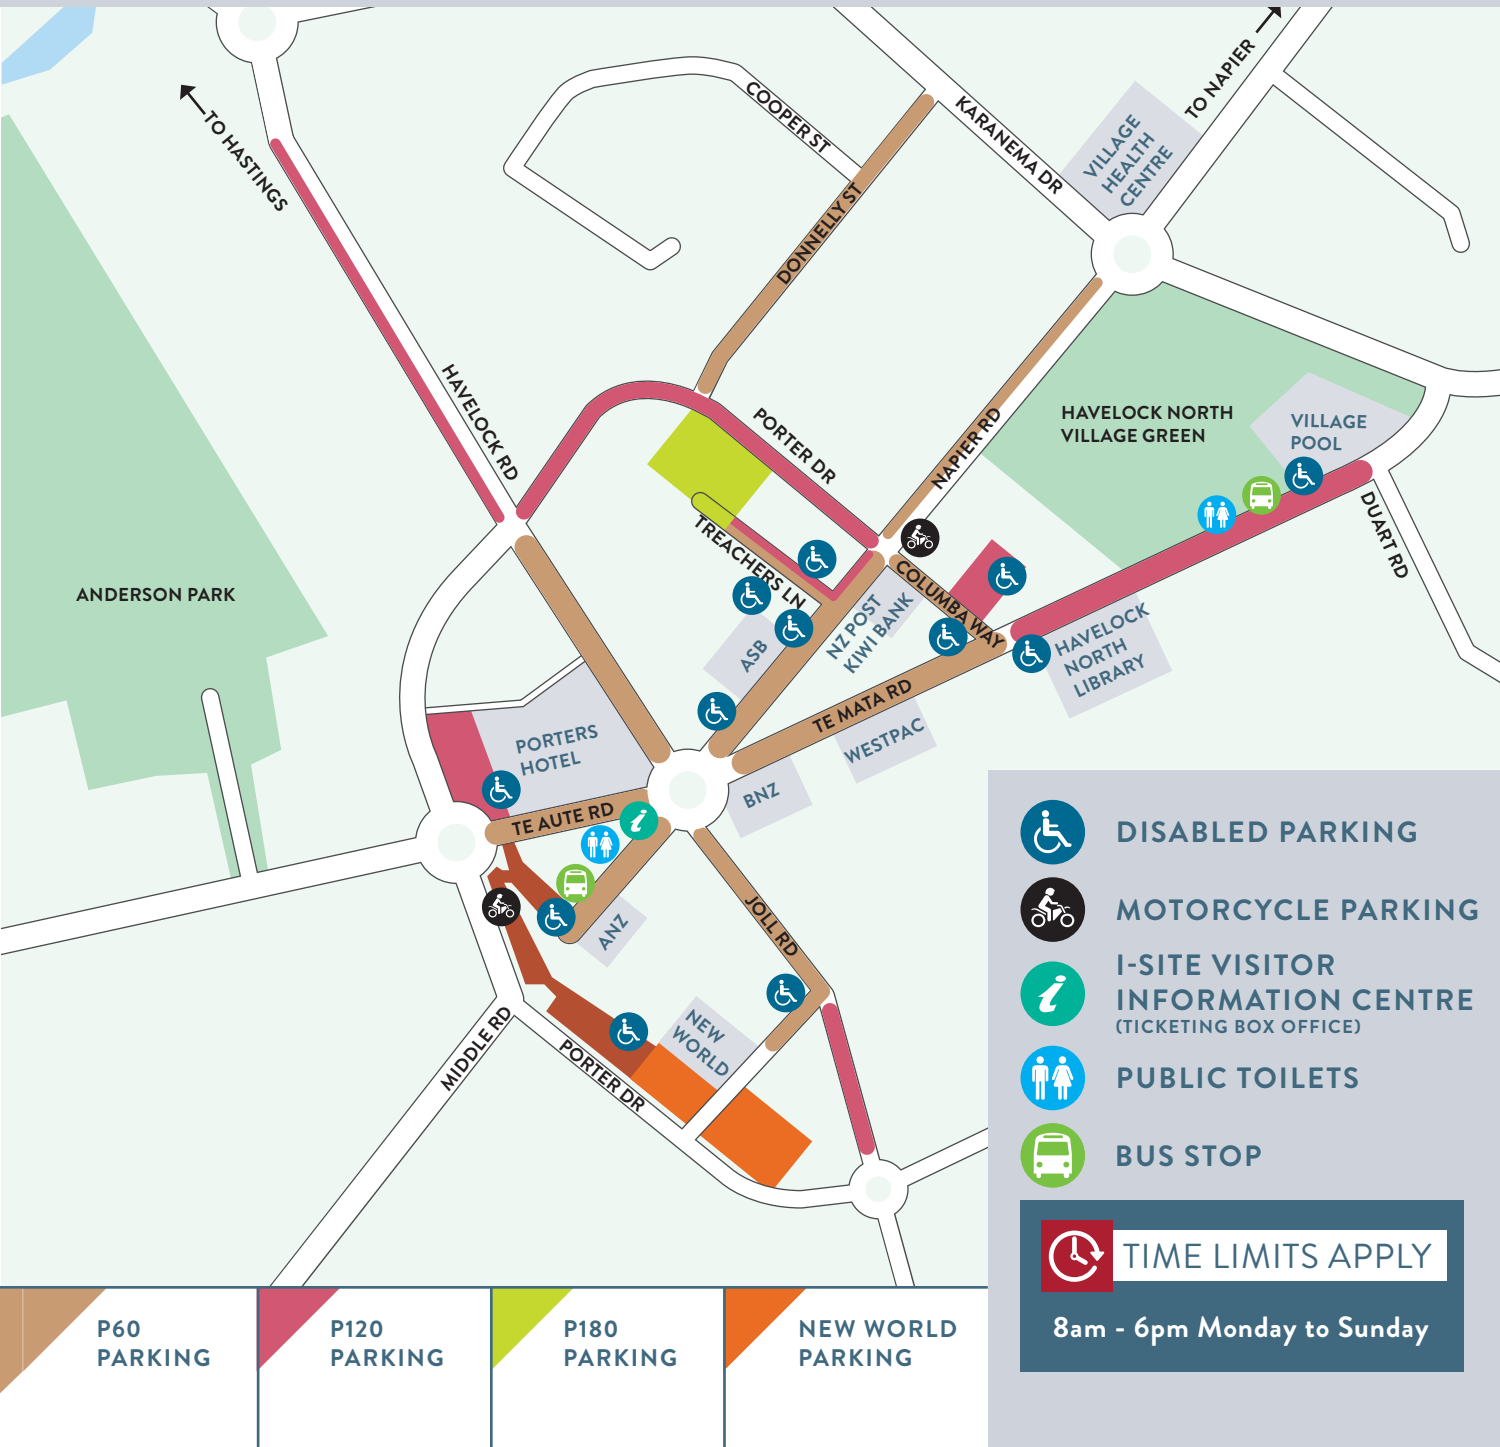 TO HASTINGS
COOPER ST
KARANEMA DR
TO NAPIER
VILLAGE
HEALTH
CENTRE
DONNELLY ST
HAVELOCK RD
PORTER DR
NAPIER RD
HAVELOCK NORTH
VILLAGE GREEN
VILLAGE
POOL
DUART RD
TREACHERS LN
COLUMBA WAY
NZ POST
KIWI BANK
ASB
HAVELOCK
NORTH
LIBRARY
ANDERSON PARK
TE MATA RD
WESTPAC
PORTERS
HOTEL
BNZ
TE AUTE RD
i
ANZ
JOLL RD
NEW
WORLD
MIDDLE RD
PORTER DR
DISABLED PARKING
MOTORCYCLE PARKING
i
I-SITE VISITOR
INFORMATION CENTRE
(TICKETING BOX OFFICE)
PUBLIC TOILETS
BUS STOP
TIME LIMITS APPLY
8am - 6pm Monday to Sunday
P60
PARKING
P120
PARKING
P180
PARKING
NEW WORLD
PARKING